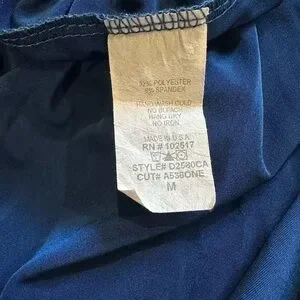 92% POLYESTER
8% SPANDEX
HAND WASH COLD
NO BLEACH
HANG DRY
NO IRON
MADE IN U.S.A
RN # 102517
STYLE# D2580CA
CUT# A538ONE
M